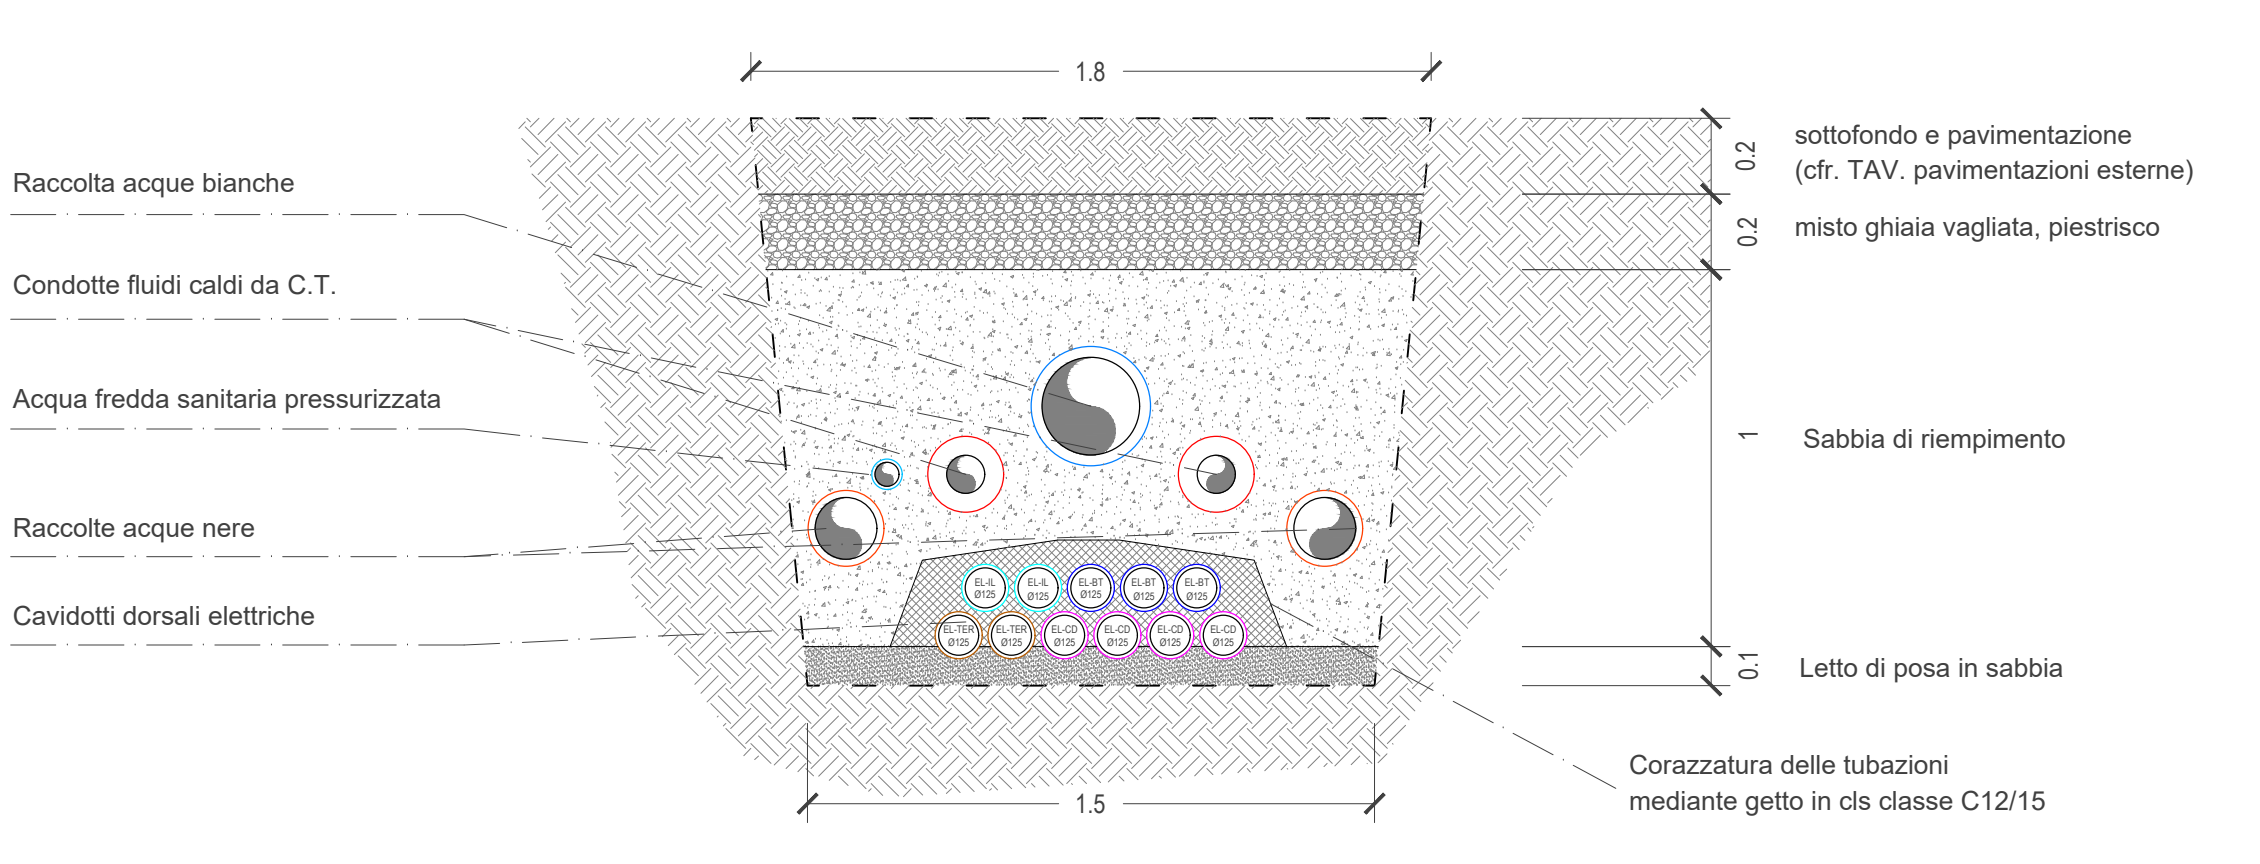 1.8
sottofondo e pavimentazione
(cfr. TAV. pavimentazioni esterne)
0.2
Raccolta acque bianche
misto ghiaia vagliata, piestrisco
0.2
Condotte fluidi caldi da C.T.
Acqua fredda sanitaria pressurizzata
1
Sabbia di riempimento
Raccolte acque nere
EL-IL
Ø125
EL-IL
Ø125
EL-BT
Ø125
EL-BT
Ø125
EL-BT
Ø125
Cavidotti dorsali elettriche
EL-TER
Ø125
EL-TER
Ø125
EL-CD
Ø125
EL-CD
Ø125
EL-CD
Ø125
EL-CD
Ø125
0.1
Letto di posa in sabbia
Corazzatura delle tubazioni
mediante getto in cls classe C12/15
1.5